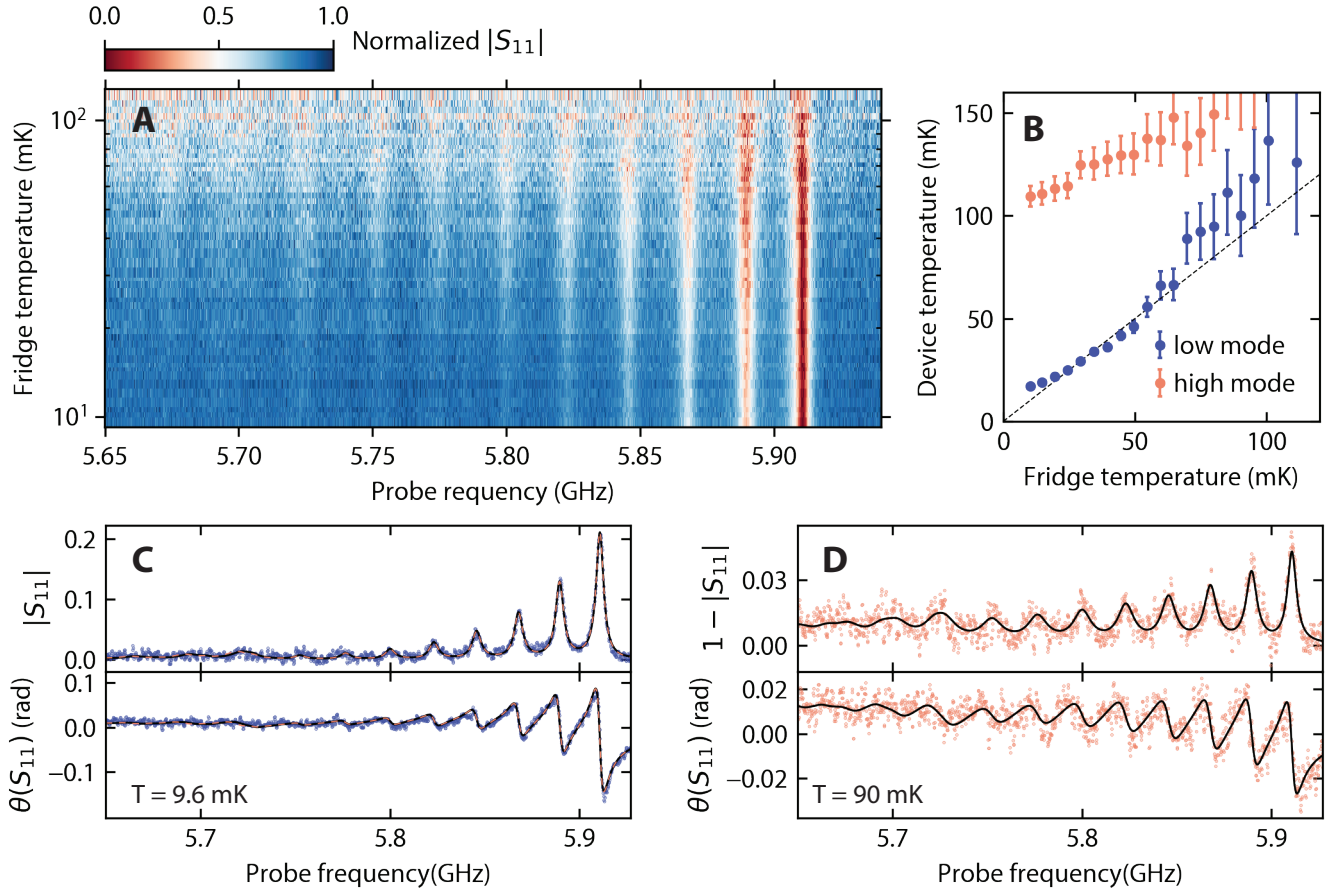 0.0 0.5 1.0
Normalized |S₁₁|
A
10²
10¹
Fridge temperature (mK)
5.65 5.70 5.75 5.80 5.85 5.90
Probe requency (GHz)
B
150
100
50
0
Device temperature (mK)
low mode
high mode
0 50 100
Fridge temperature (mK)
C
0.2
0.1
0.0
|S₁₁|
0.1
0.0
−0.1
θ(S₁₁) (rad)
T = 9.6 mK
5.7 5.8 5.9
Probe frequency(GHz)
D
0.03
0.00
1 − |S₁₁|
0.02
0.00
−0.02
θ(S₁₁) (rad)
T = 90 mK
5.7 5.8 5.9
Probe frequency(GHz)